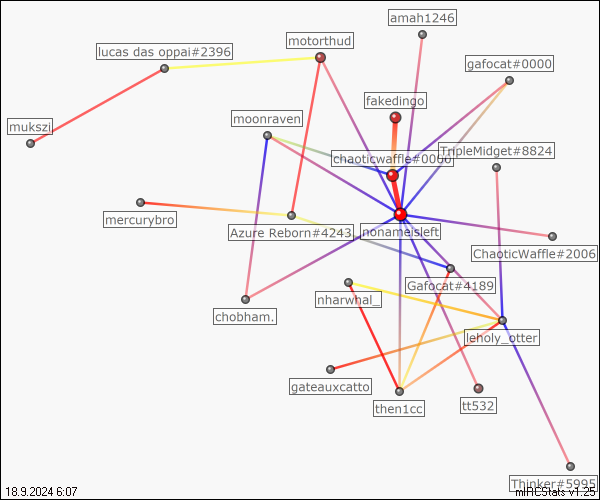 amah1246
motorthud
lucas das oppai#2396
gafocat#0000
fakedingo
moonraven
mukszi
TripleMidget#8824
chaoticwaffle#0000
mercurybro
Azure Reborn#4243
nonameisleft
ChaoticWaffle#2006
Gafocat#4189
nharwhal_
chobham.
leholy_otter
gateauxcatto
then1cc
tt532
Thinker#5995
18.9.2024 6:07
mIRCStats v1.25